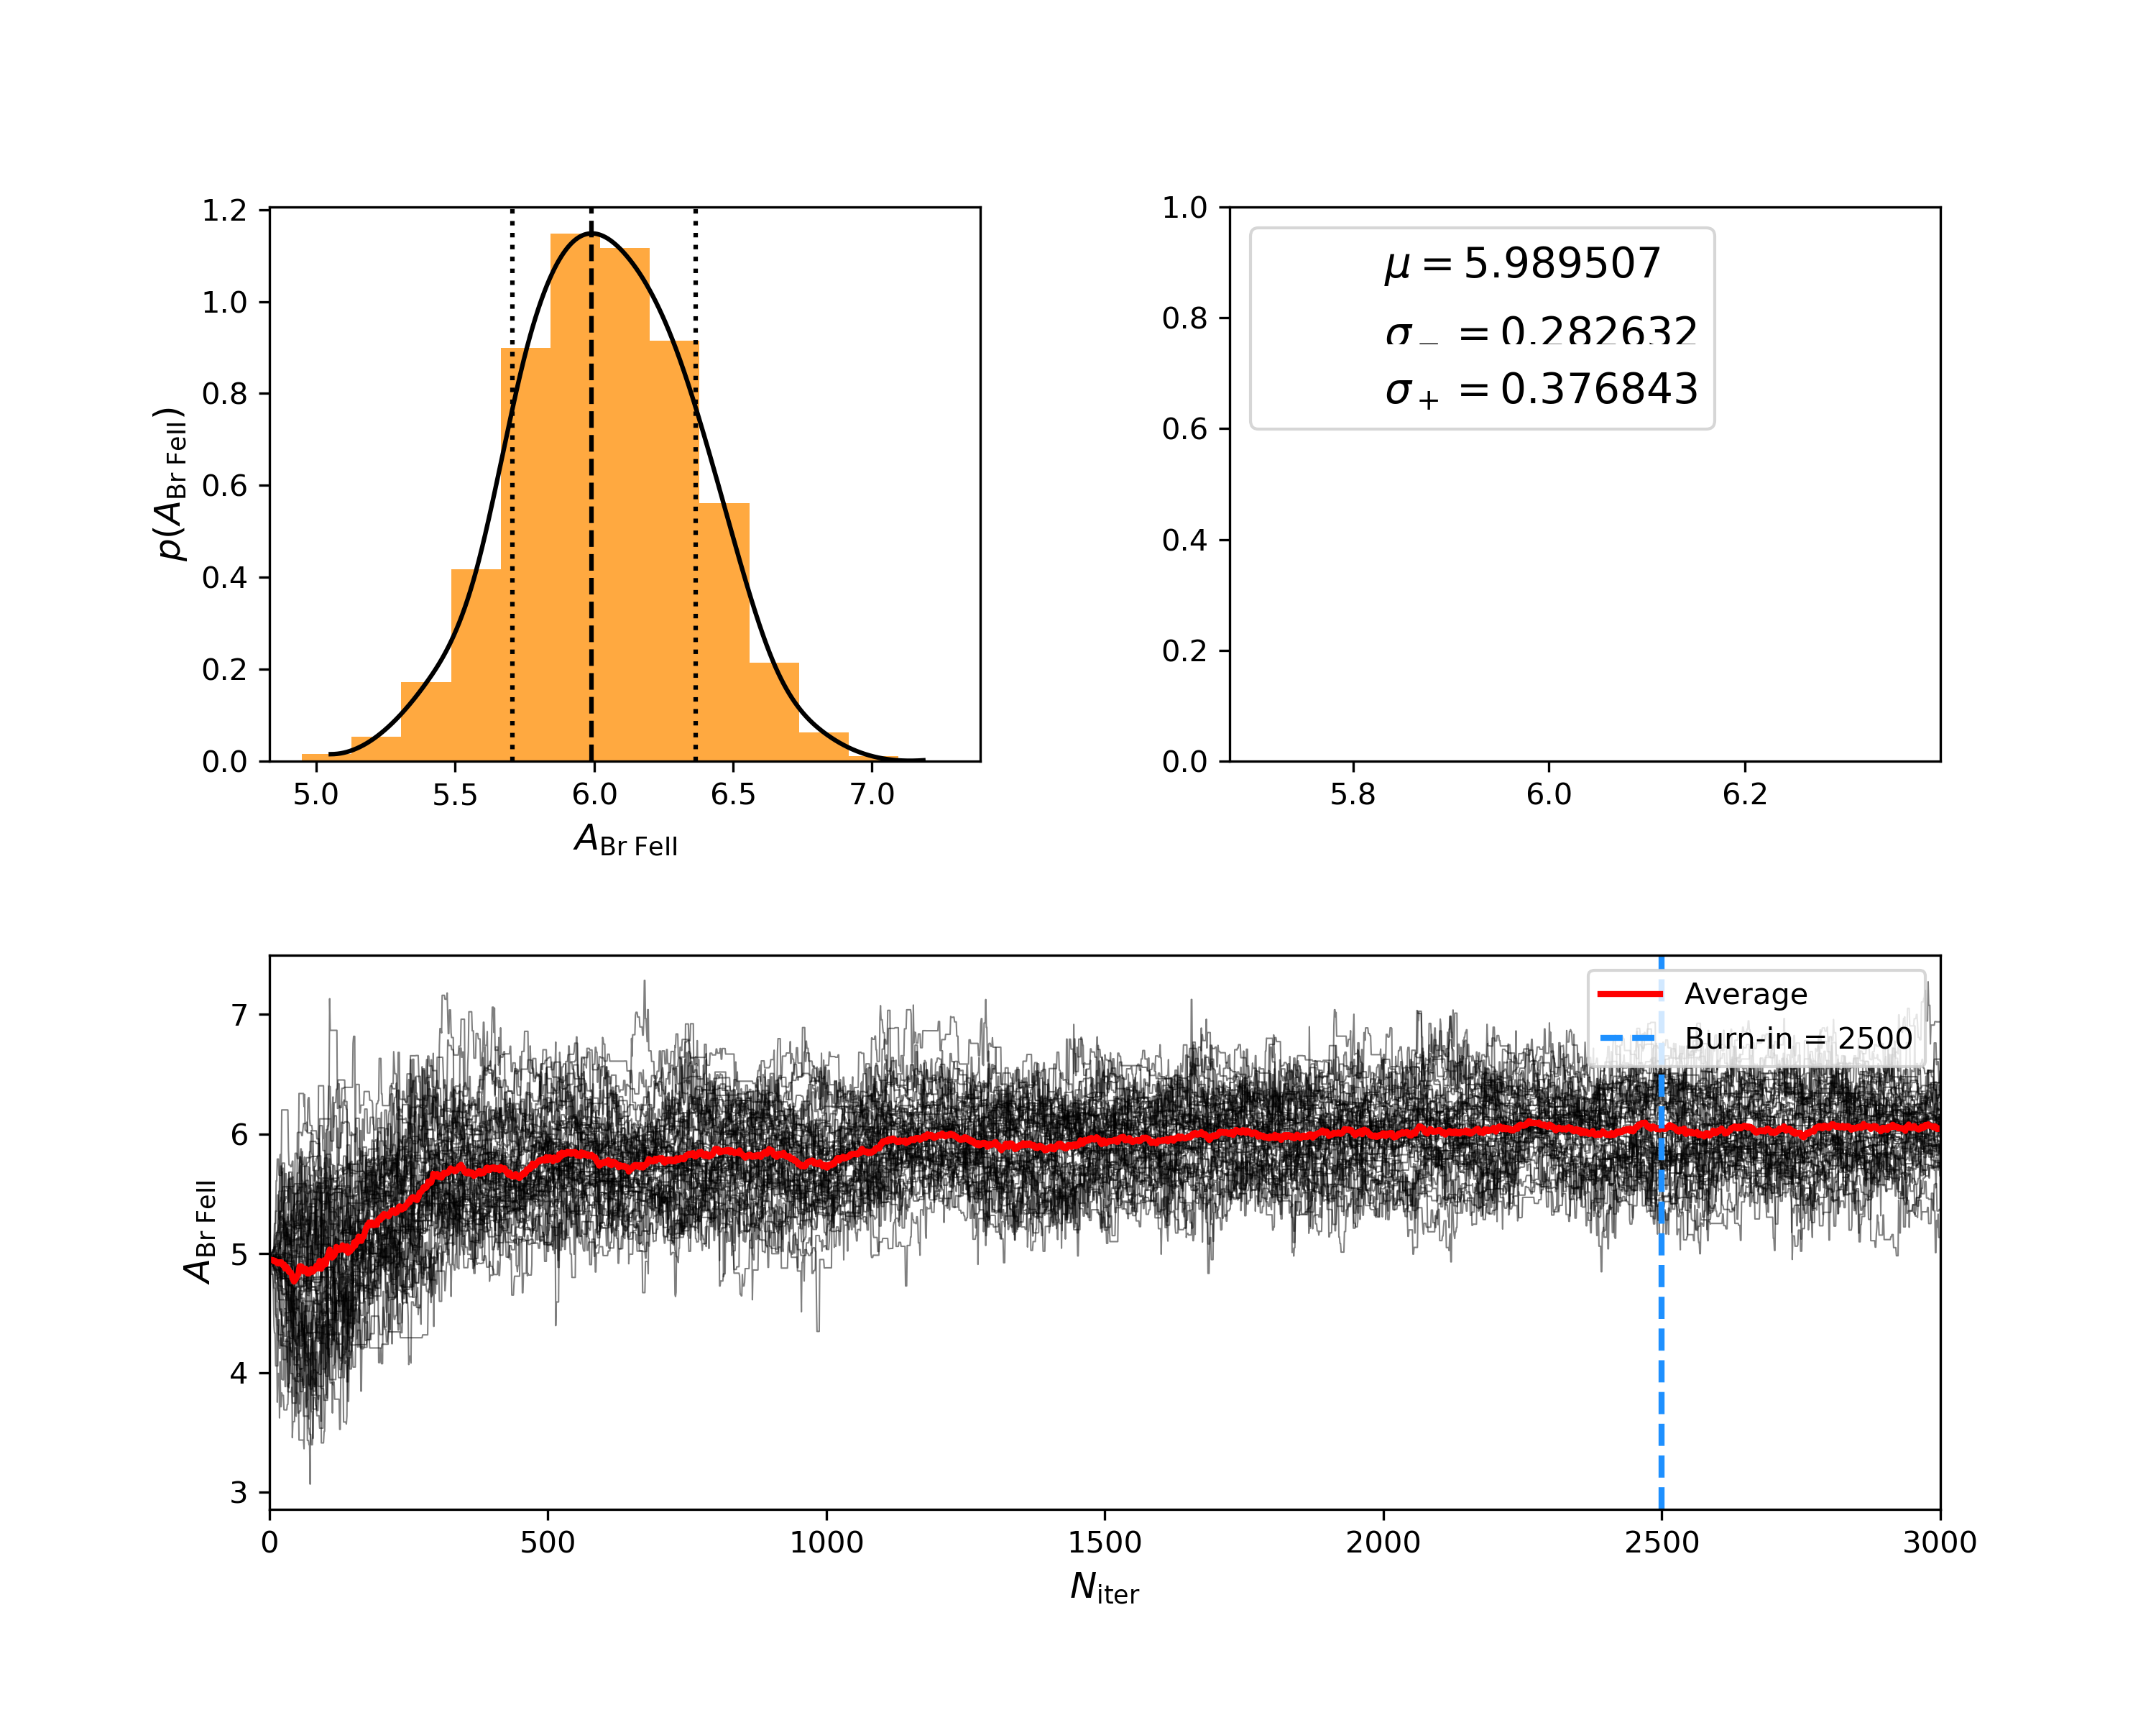 1.2
1.0
0.8
0.6
0.4
0.2
0.0
p(A_Br FeII)
5.0 5.5 6.0 6.5 7.0
A_Br FeII
1.0
0.8
0.6
0.4
0.2
0.0
μ = 5.989507
σ_− = 0.282632
σ_+ = 0.376843
5.8 6.0 6.2
7
6
5
4
3
A_Br FeII
Average
Burn-in = 2500
0 500 1000 1500 2000 2500 3000
N_iter